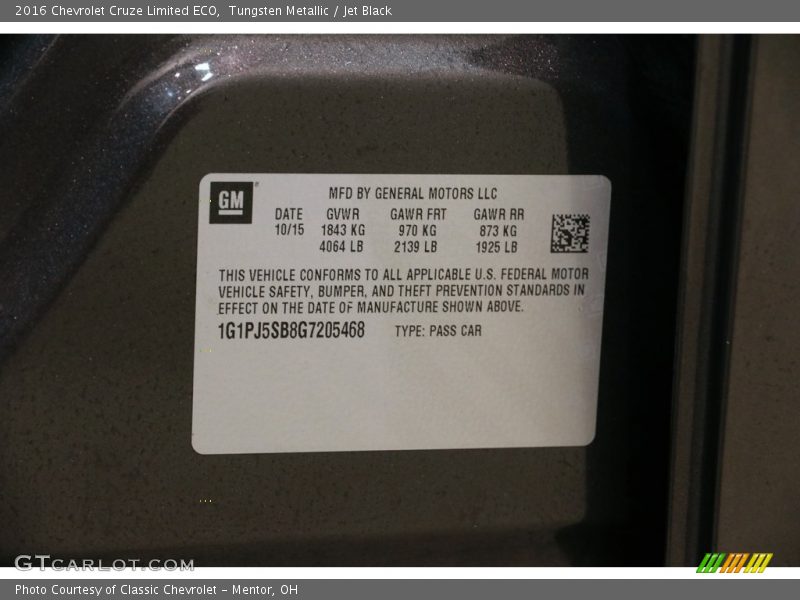 2016 Chevrolet Cruze Limited ECO, Tungsten Metallic / Jet Black
GM
MFD BY GENERAL MOTORS LLC
DATE GVWR GAWR FRT GAWR RR
10/15 1843 KG 970 KG 873 KG
4064 LB 2139 LB 1925 LB
THIS VEHICLE CONFORMS TO ALL APPLICABLE U.S. FEDERAL MOTOR
VEHICLE SAFETY, BUMPER, AND THEFT PREVENTION STANDARDS IN
EFFECT ON THE DATE OF MANUFACTURE SHOWN ABOVE.
1G1PJ5SB8G7205468 TYPE: PASS CAR
GTcarlot.com
Photo Courtesy of Classic Chevrolet - Mentor, OH